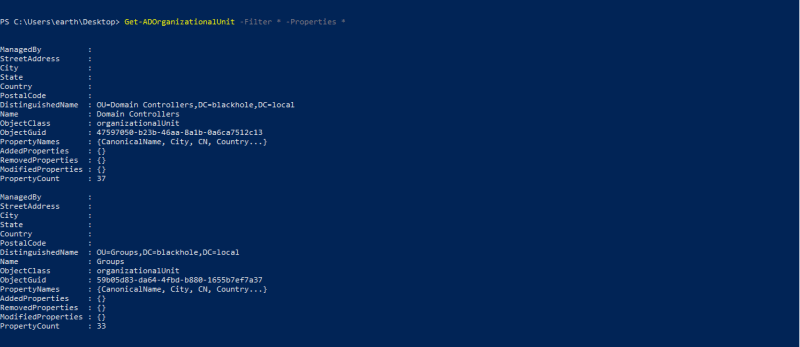 PS C:\Users\earth\Desktop> Get-ADOrganizationalUnit -Filter * -Properties *
ManagedBy :
StreetAddress :
City :
State :
Country :
PostalCode :
DistinguishedName : OU=Domain Controllers,DC=blackhole,DC=local
Name : Domain Controllers
ObjectClass : organizationalUnit
ObjectGuid : 47597050-b23b-46aa-8a1b-0a6ca7512c13
PropertyNames : {CanonicalName, City, CN, Country...}
AddedProperties : {}
RemovedProperties : {}
ModifiedProperties : {}
PropertyCount : 37
ManagedBy :
StreetAddress :
City :
State :
Country :
PostalCode :
DistinguishedName : OU=Groups,DC=blackhole,DC=local
Name : Groups
ObjectClass : organizationalUnit
ObjectGuid : 59b05d83-da64-4fbd-b880-1655b7ef7a37
PropertyNames : {CanonicalName, City, CN, Country...}
AddedProperties : {}
RemovedProperties : {}
ModifiedProperties : {}
PropertyCount : 33